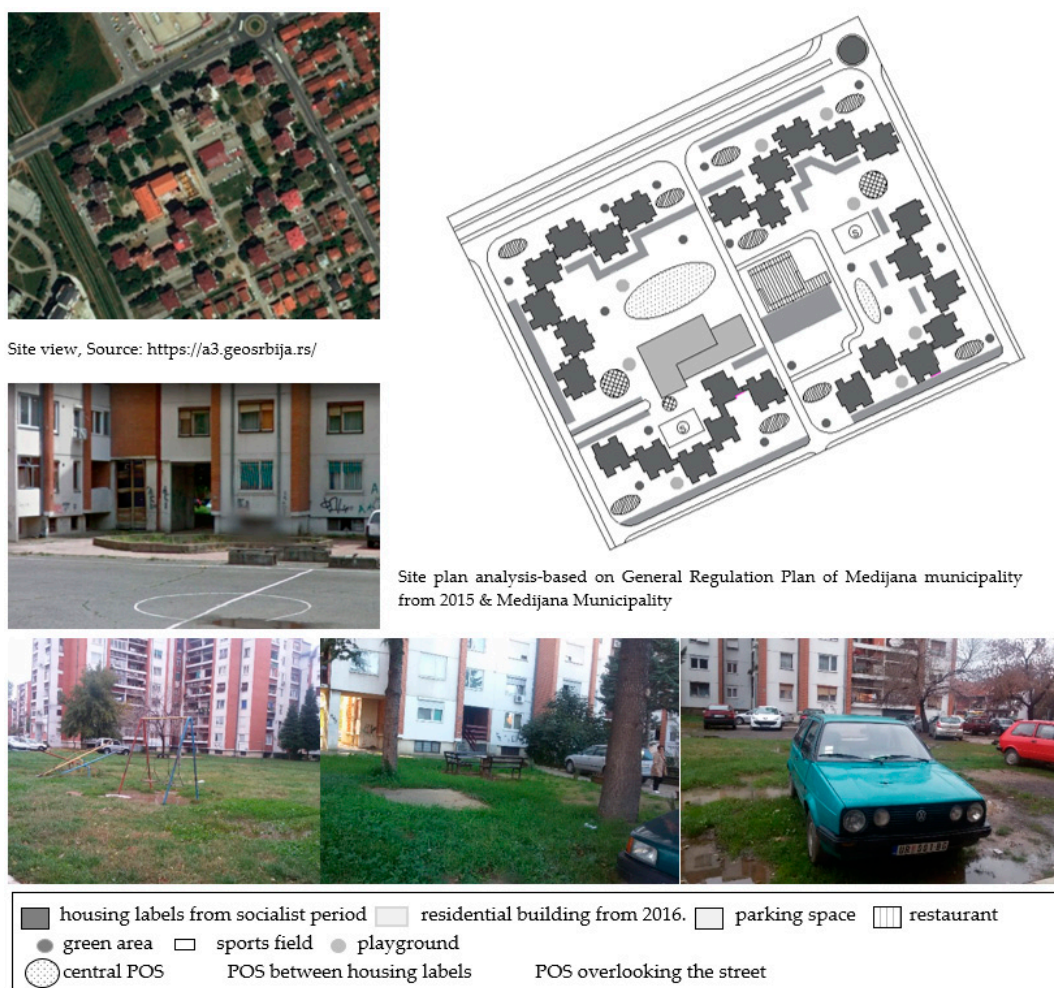 Site view, Source: https://a3.geosrbija.rs/
S
S
Site plan analysis-based on General Regulation Plan of Medijana municipality
from 2015 & Medijana Municipality
housing labels from socialist period residential building from 2016. parking space restaurant
green area sports field playground
central POS POS between housing labels POS overlooking the street